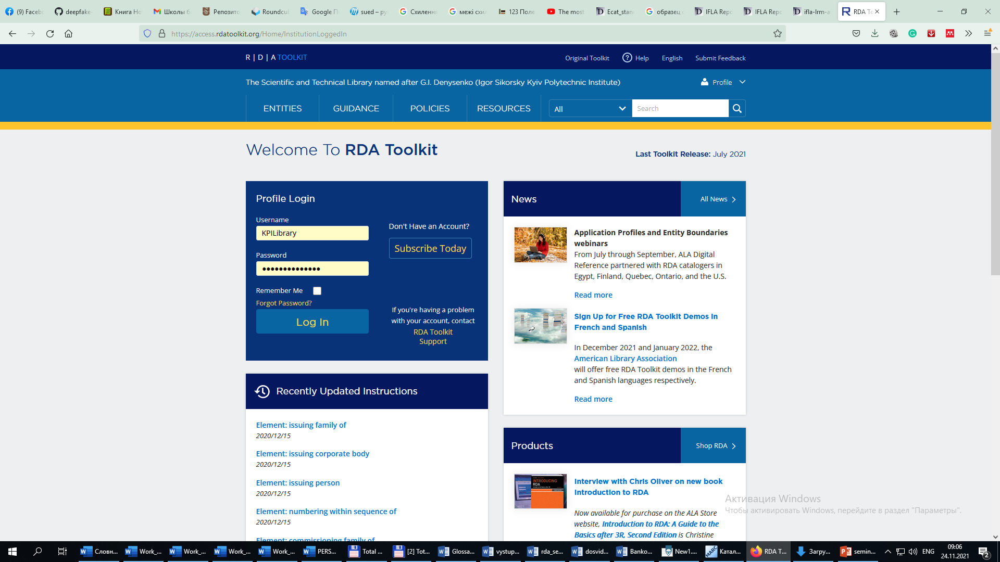 (9) Facebo
deepfake-
Книга Но
Школы б
Репозито
Roundcu
Google П
sued – ру
Схилення
межі схи
123 Поле
The most
Ecat_stan
образец
IFLA Repo
IFLA Repo
ifla-lrm-a
RDA To
https://access.rdatoolkit.org/Home/InstitutionLoggedIn
R | D | A TOOLKIT
Original Toolkit
Help
English
Submit Feedback
The Scientific and Technical Library named after G.I. Denysenko (Igor Sikorsky Kyiv Polytechnic Institute)
Profile
ENTITIES
GUIDANCE
POLICIES
RESOURCES
All
Search
Welcome To RDA Toolkit
Last Toolkit Release: July 2021
Profile Login
Username
KPILibrary
Password
Remember Me
Forgot Password?
Log In
Don't Have an Account?
Subscribe Today
If you're having a problem
with your account, contact
RDA Toolkit
Support
News
All News
Application Profiles and Entity Boundaries
webinars
From July through September, ALA Digital
Reference partnered with RDA catalogers in
Egypt, Finland, Quebec, Ontario, and the U.S.
Read more
Sign Up for Free RDA Toolkit Demos in
French and Spanish
In December 2021 and January 2022, the
American Library Association
will offer free RDA Toolkit demos in the French
and Spanish languages respectively.
Read more
Recently Updated Instructions
Element: issuing family of
2020/12/15
Element: issuing corporate body
2020/12/15
Element: issuing person
2020/12/15
Element: numbering within sequence of
2020/12/15
Element: commissioning family of
Products
Shop RDA
INTRODUCING
RDA
Interview with Chris Oliver on new book
Introduction to RDA
Now available for purchase on the ALA Store
website, Introduction to RDA: A Guide to the
Basics after 3R, Second Edition is Christine
Активация Windows
Чтобы активировать Windows, перейдите в раздел "Параметры".
Словн...
Work_...
Work_...
Work_...
Work_...
PERS...
Total ...
[2] Tot...
Glossa...
vystup...
rda_se...
dosvid...
Banko...
New1....
Катал...
RDA T...
Загру...
semin...
ENG
09:06
24.11.2021
2